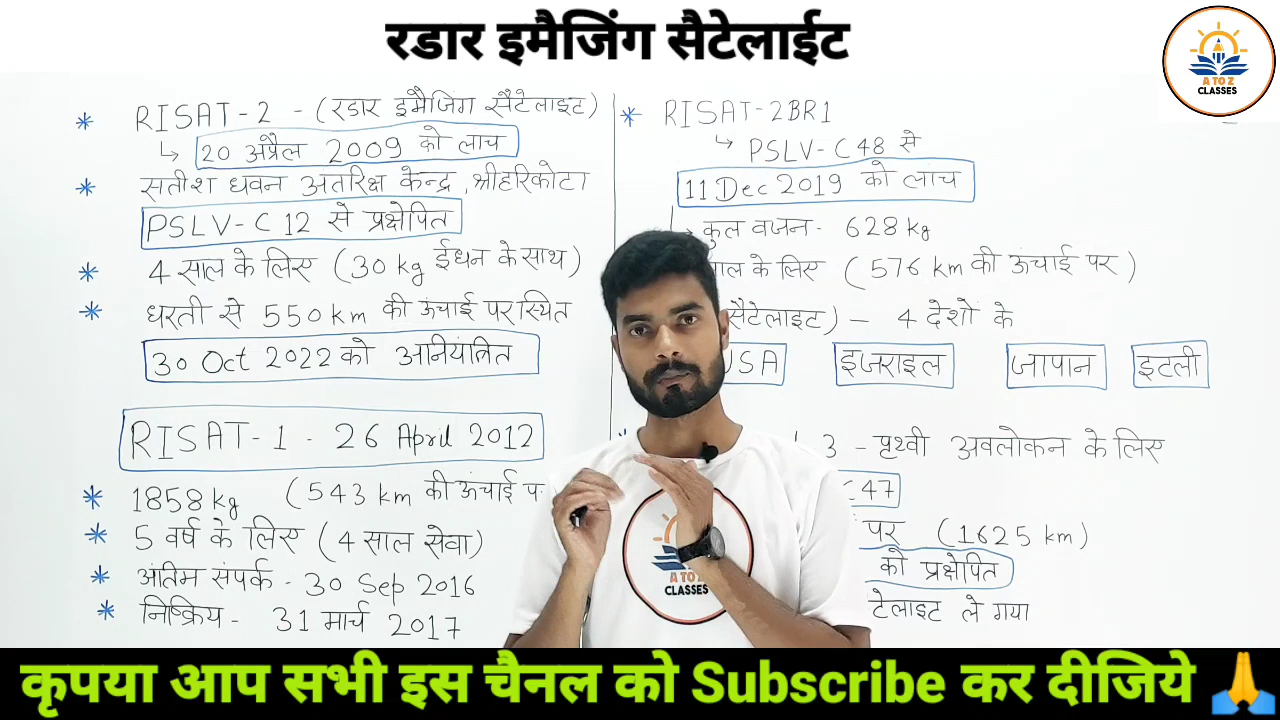 रडार इमैजिंग सैटेलाईट
A TO Z
CLASSES
* RISAT-2 - (रडार इमैजिंग सैटेलाइट)
↳ 20 अप्रैल 2009 को लाच
* सतीश धवन अंतरिक्ष केन्द्र, श्रीहरिकोटा
PSLV-C12 से प्रक्षेपित
* 4 साल के लिए (30 kg ईधन के साथ)
* धरती से 550 km की ऊंचाई पर स्थित
30 Oct 2022 को अनियंत्रित
RISAT-1 - 26 April 2012
* 1858 kg (543 km की ऊंचाई प
* 5 वर्ष के लिए (4 साल सेवा)
* अंतिम संपर्क - 30 Sep 2016
* निष्क्रिय - 31 मार्च 2017
* RISAT-2BR1
↳ PSLV-C48 से
11 Dec 2019 को लाच
कुल वजन - 628 kg
साल के लिए (576 km की ऊंचाई पर)
सैटेलाइट) – 4 देशो के
USA इजराइल जापान इटली
3 - पृथ्वी अवलोकन के लिए
C47
पर (1625 km)
को प्रक्षेपित
टेलाइट ले गया
A TO Z
CLASSES
कृपया आप सभी इस चैनल को Subscribe कर दीजिये 🙏